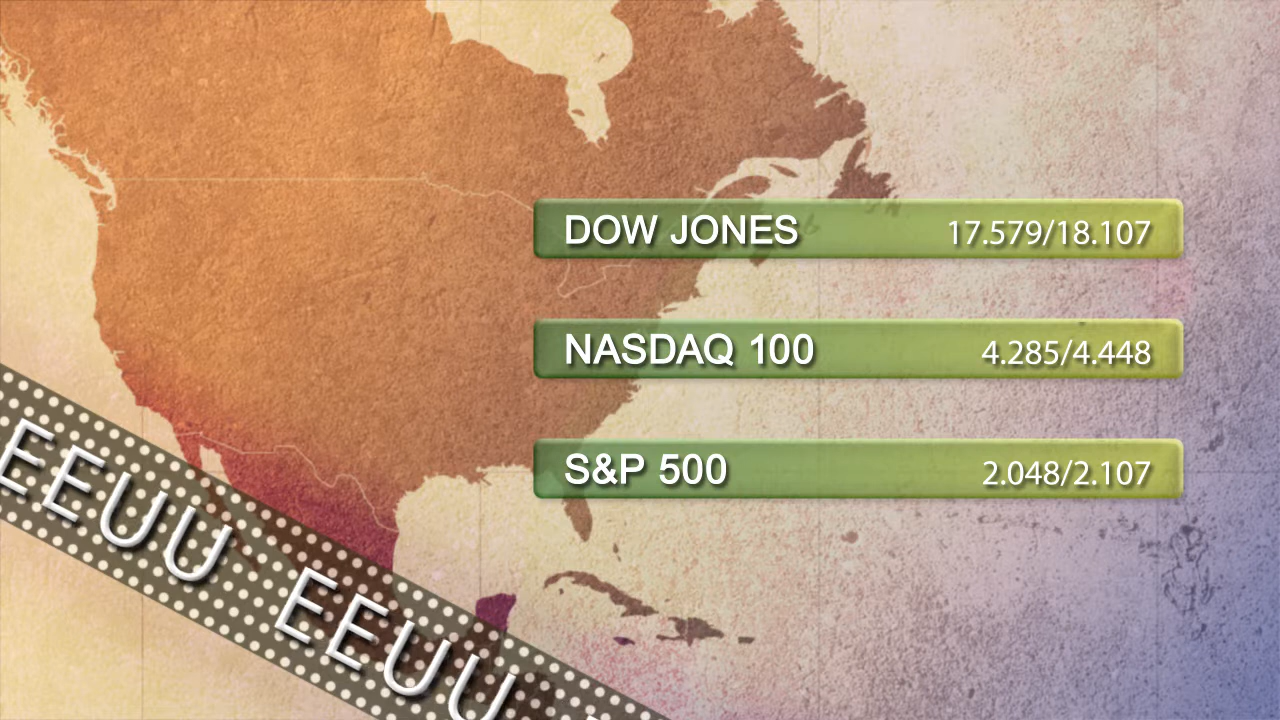 DOW JONES 17.579/18.107
NASDAQ 100 4.285/4.448
S&P 500 2.048/2.107
EEUU EEUU